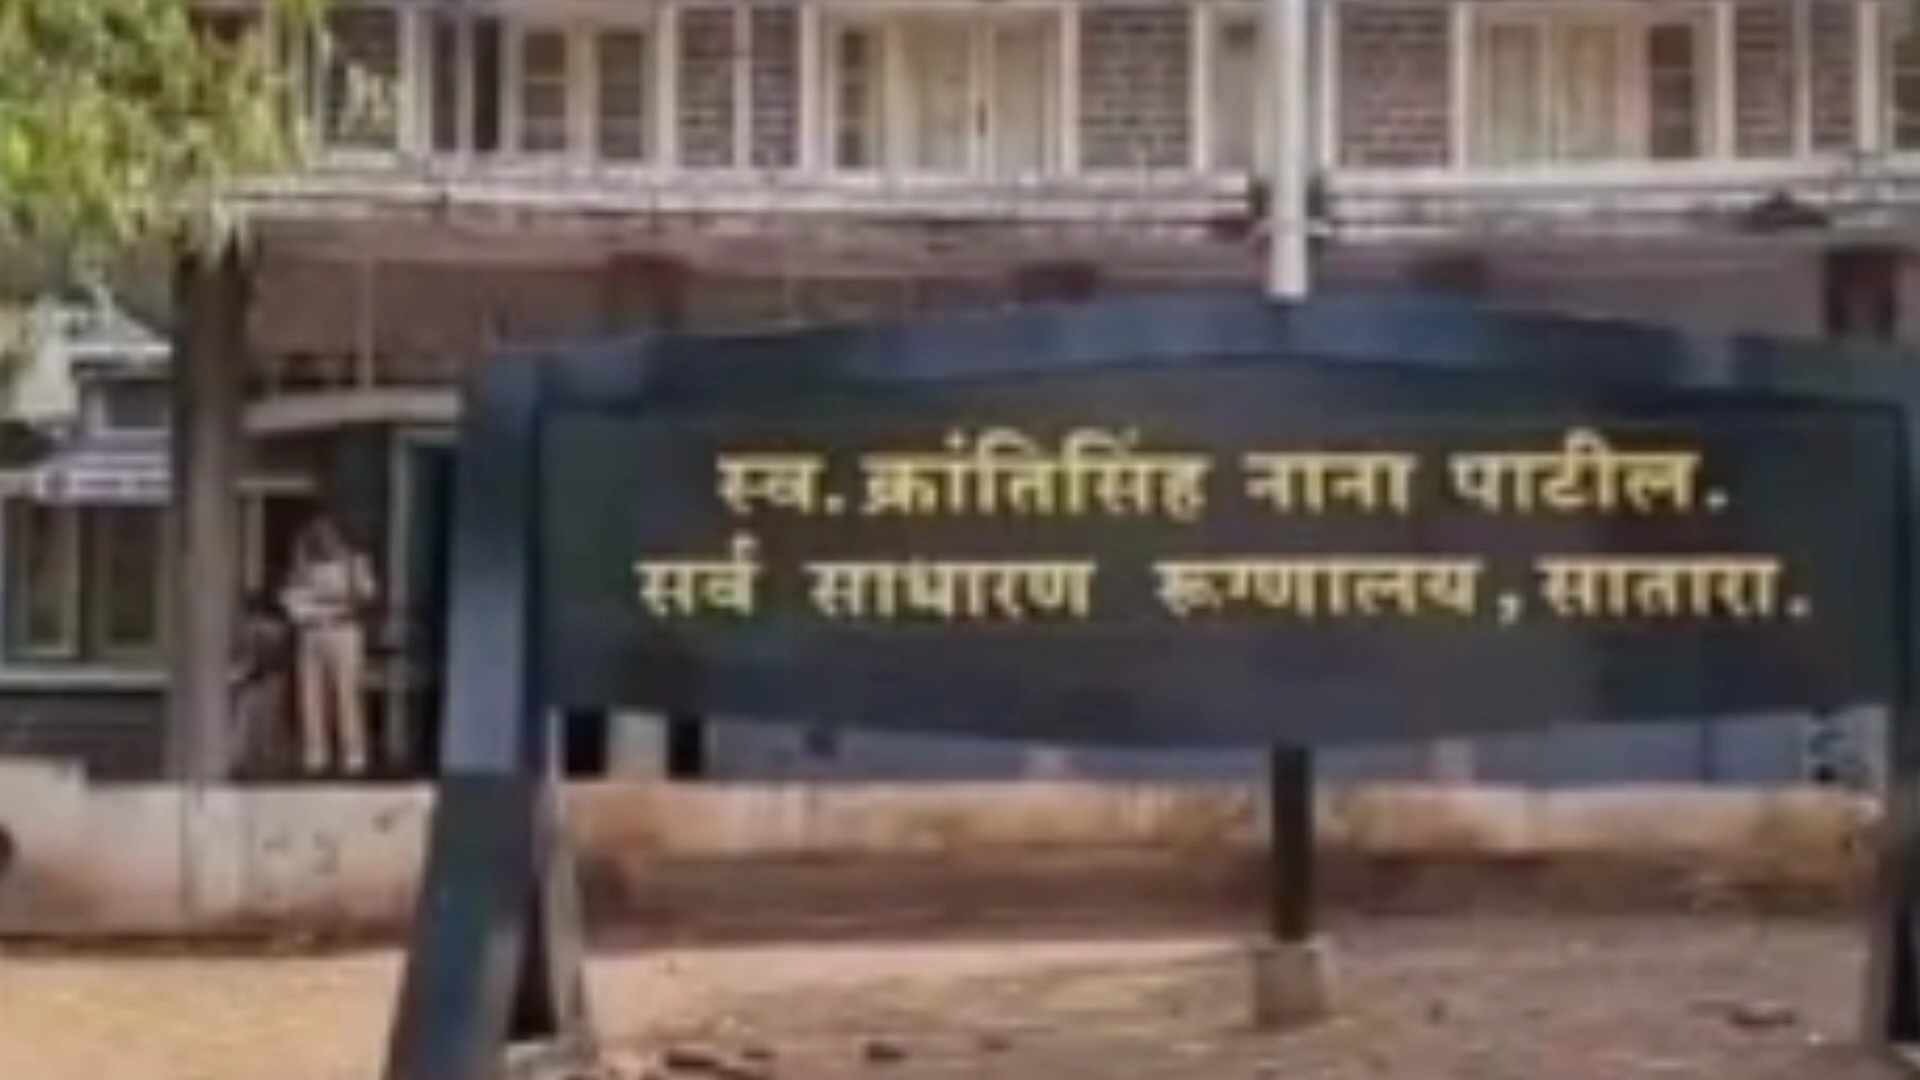 स्व. क्रांतिसिंह नाना पाटील.
सर्व साधारण रूग्णालय, सातारा.